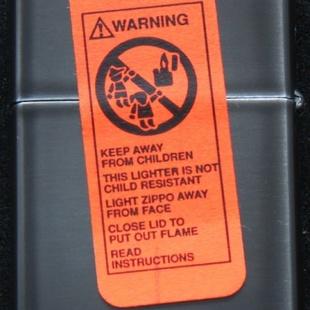 WARNING
KEEP AWAY
FROM CHILDREN
THIS LIGHTER IS NOT
CHILD RESISTANT
LIGHT ZIPPO AWAY
FROM FACE
CLOSE LID TO
PUT OUT FLAME
READ
INSTRUCTIONS